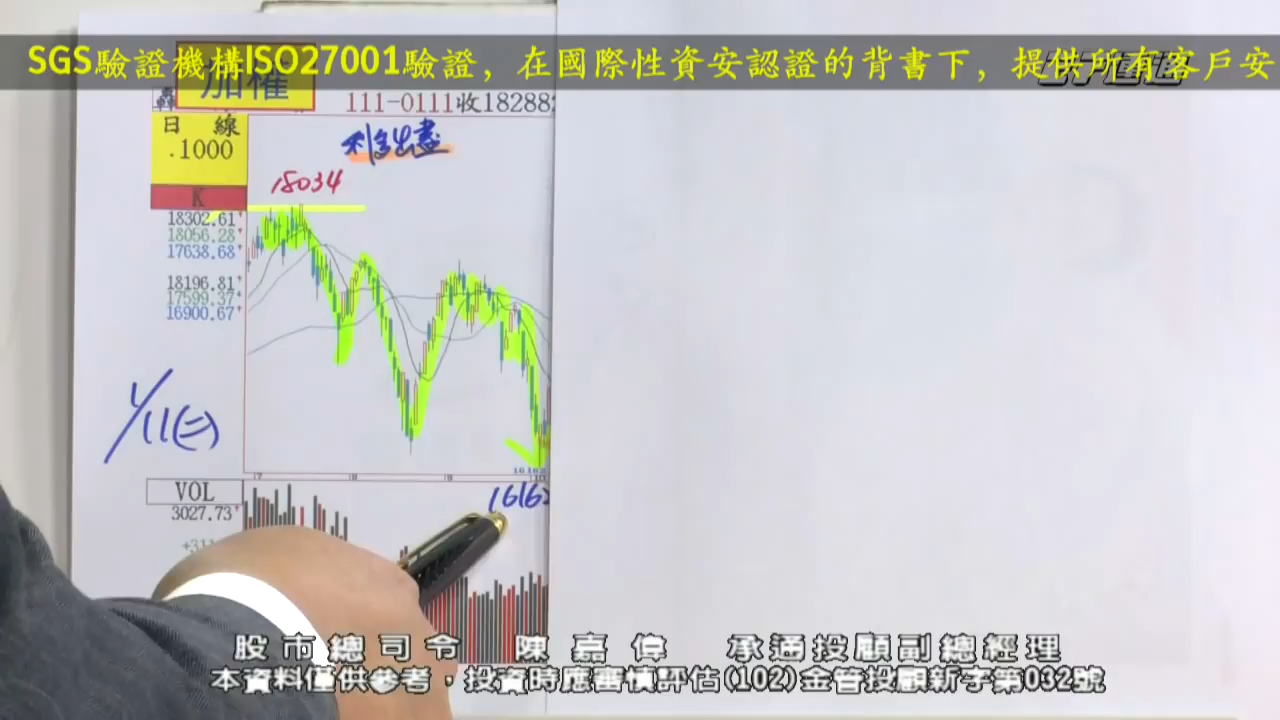 SGS驗證機構ISO27001驗證，在國際性資安認證的背書下，提供所有客戶安
加權
111-0111收18288
日 線
.1000
利多出盡
18034
K
18302.61
18056.28
17638.68
18196.81
17599.37
16900.67
1/11(二)
7 8 9 10
VOL
3027.73
股市總司令 陳嘉偉 承通投顧副總經理
本資料僅供參考，投資時應審慎評估(102)金管投顧新字第032號